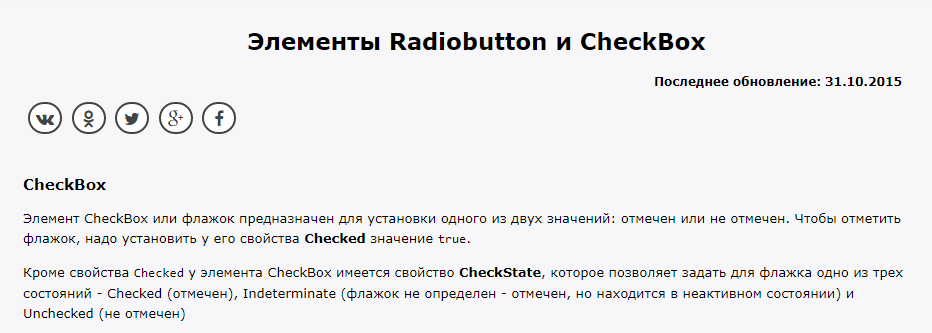 Элементы Radiobutton и CheckBox
Последнее обновление: 31.10.2015
CheckBox
Элемент CheckBox или флажок предназначен для установки одного из двух значений: отмечен или не отмечен. Чтобы отметить
флажок, надо установить у его свойства Checked значение true.
Кроме свойства Checked у элемента CheckBox имеется свойство CheckState, которое позволяет задать для флажка одно из трех
состояний - Checked (отмечен), Indeterminate (флажок не определен - отмечен, но находится в неактивном состоянии) и
Unchecked (не отмечен)